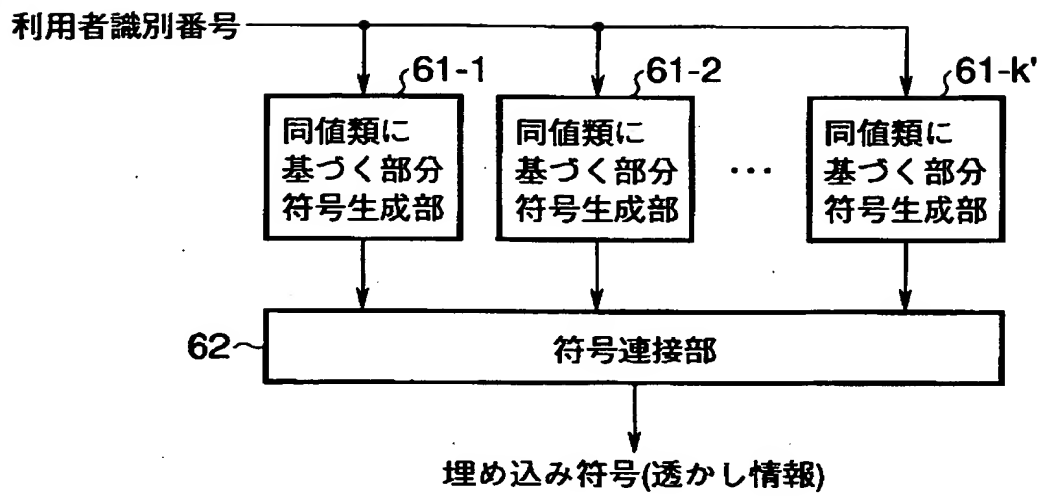 利用者識別番号
61-1
61-2
61-k'
同値類に
基づく部分
符号生成部
同値類に
基づく部分
符号生成部
...
同値類に
基づく部分
符号生成部
62
符号連接部
埋め込み符号(透かし情報)